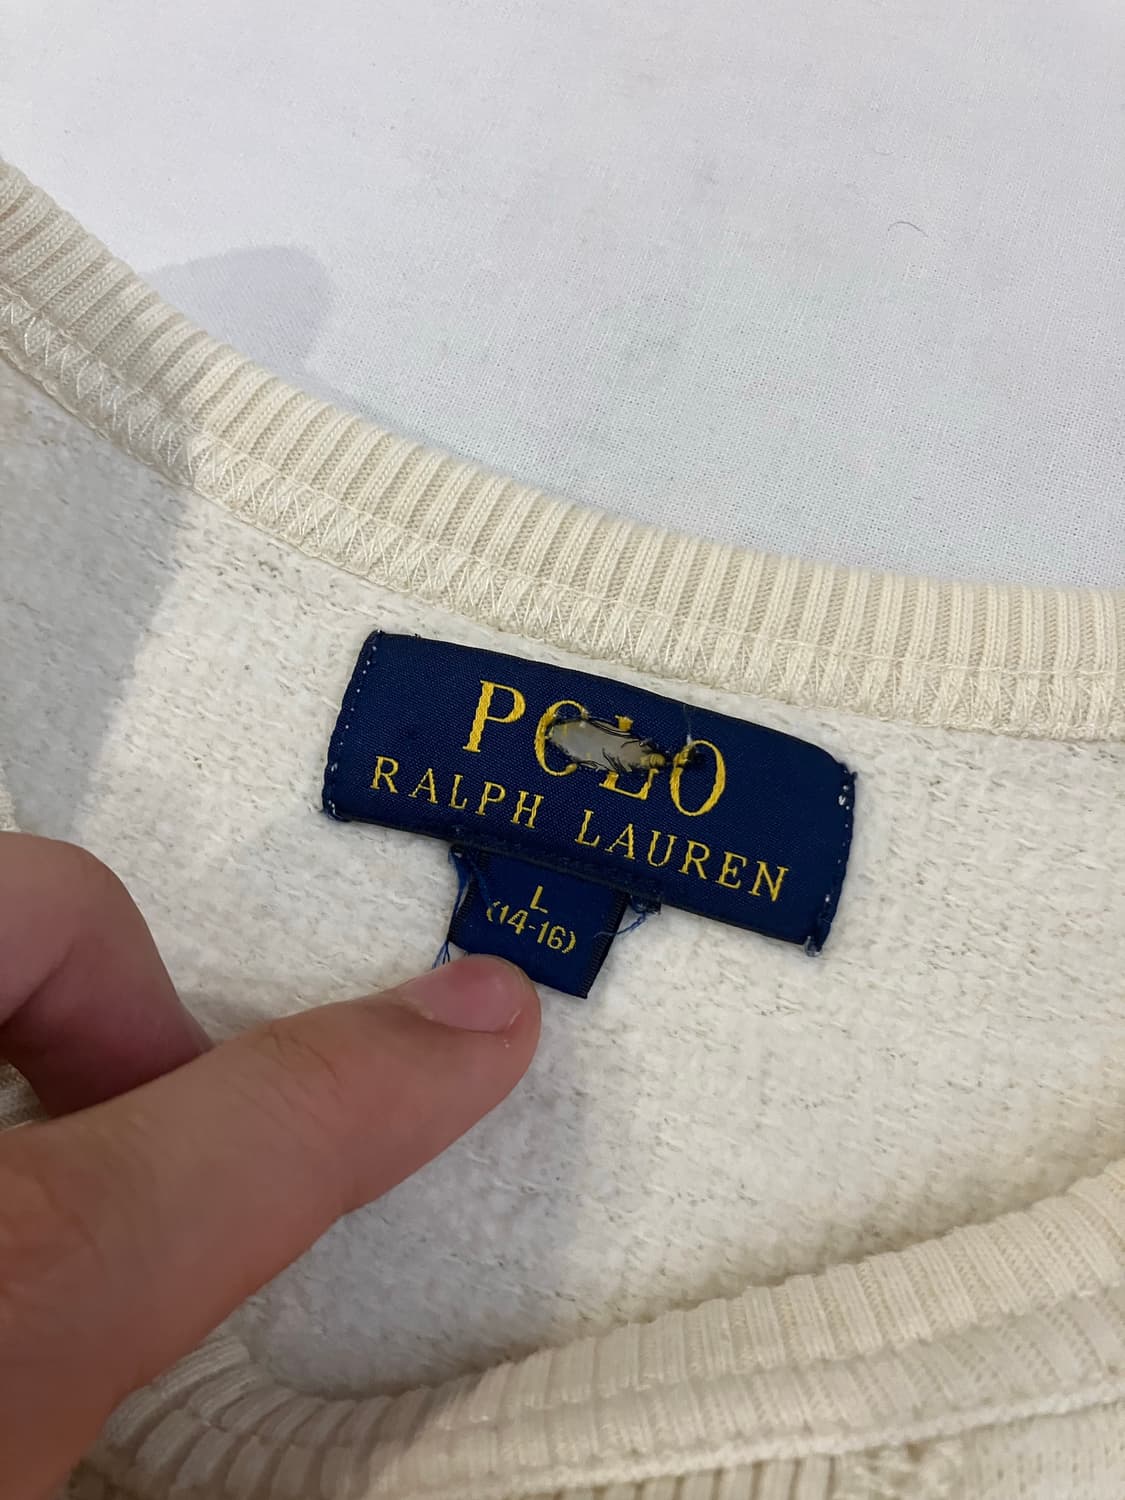 POLO
RALPH LAUREN
L
(14-16)